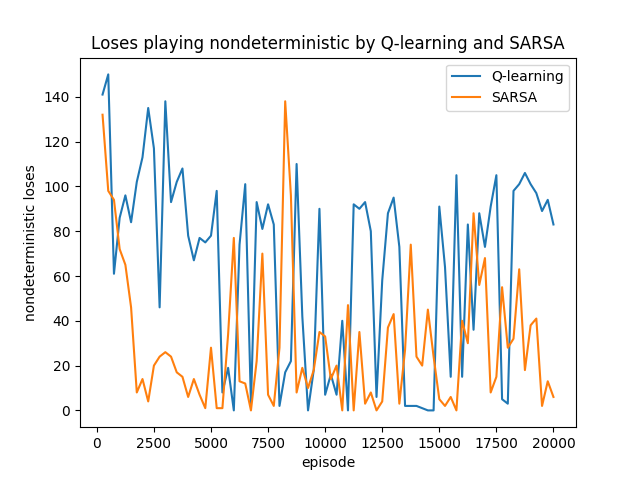 Loses playing nondeterministic by Q-learning and SARSA
Q-learning
SARSA
nondeterministic loses
140
120
100
80
60
40
20
0
0 2500 5000 7500 10000 12500 15000 17500 20000
episode